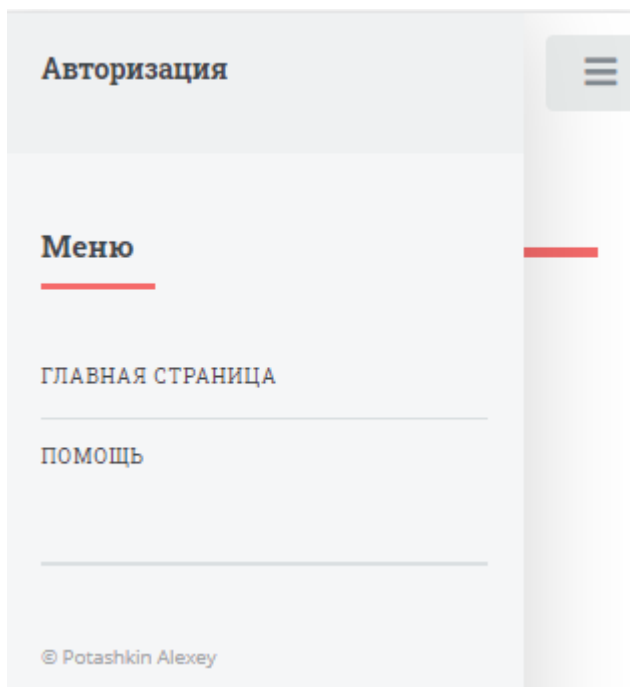 Авторизация
Меню
ГЛАВНАЯ СТРАНИЦА
ПОМОЩЬ
© Potashkin Alexey